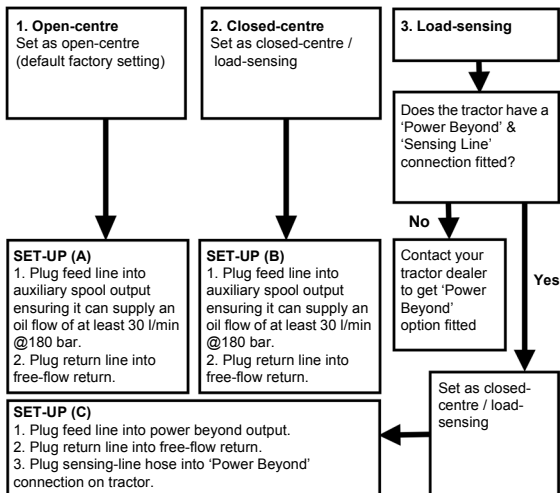 1. Open-centre
Set as open-centre
(default factory setting)
2. Closed-centre
Set as closed-centre /
load-sensing
3. Load-sensing
Does the tractor have a
‘Power Beyond’ &
‘Sensing Line’
connection fitted?
No
Yes
Contact your
tractor dealer
to get ‘Power
Beyond’
option fitted
SET-UP (A)
1. Plug feed line into
auxiliary spool output
ensuring it can supply an
oil flow of at least 30 l/min
@180 bar.
2. Plug return line into
free-flow return.
SET-UP (B)
1. Plug feed line into
auxiliary spool output
ensuring it can supply an
oil flow of at least 30 l/min
@180 bar.
2. Plug return line into
free-flow return.
Set as closed-
centre / load-
sensing
SET-UP (C)
1. Plug feed line into power beyond output.
2. Plug return line into free-flow return.
3. Plug sensing-line hose into ‘Power Beyond’
connection on tractor.